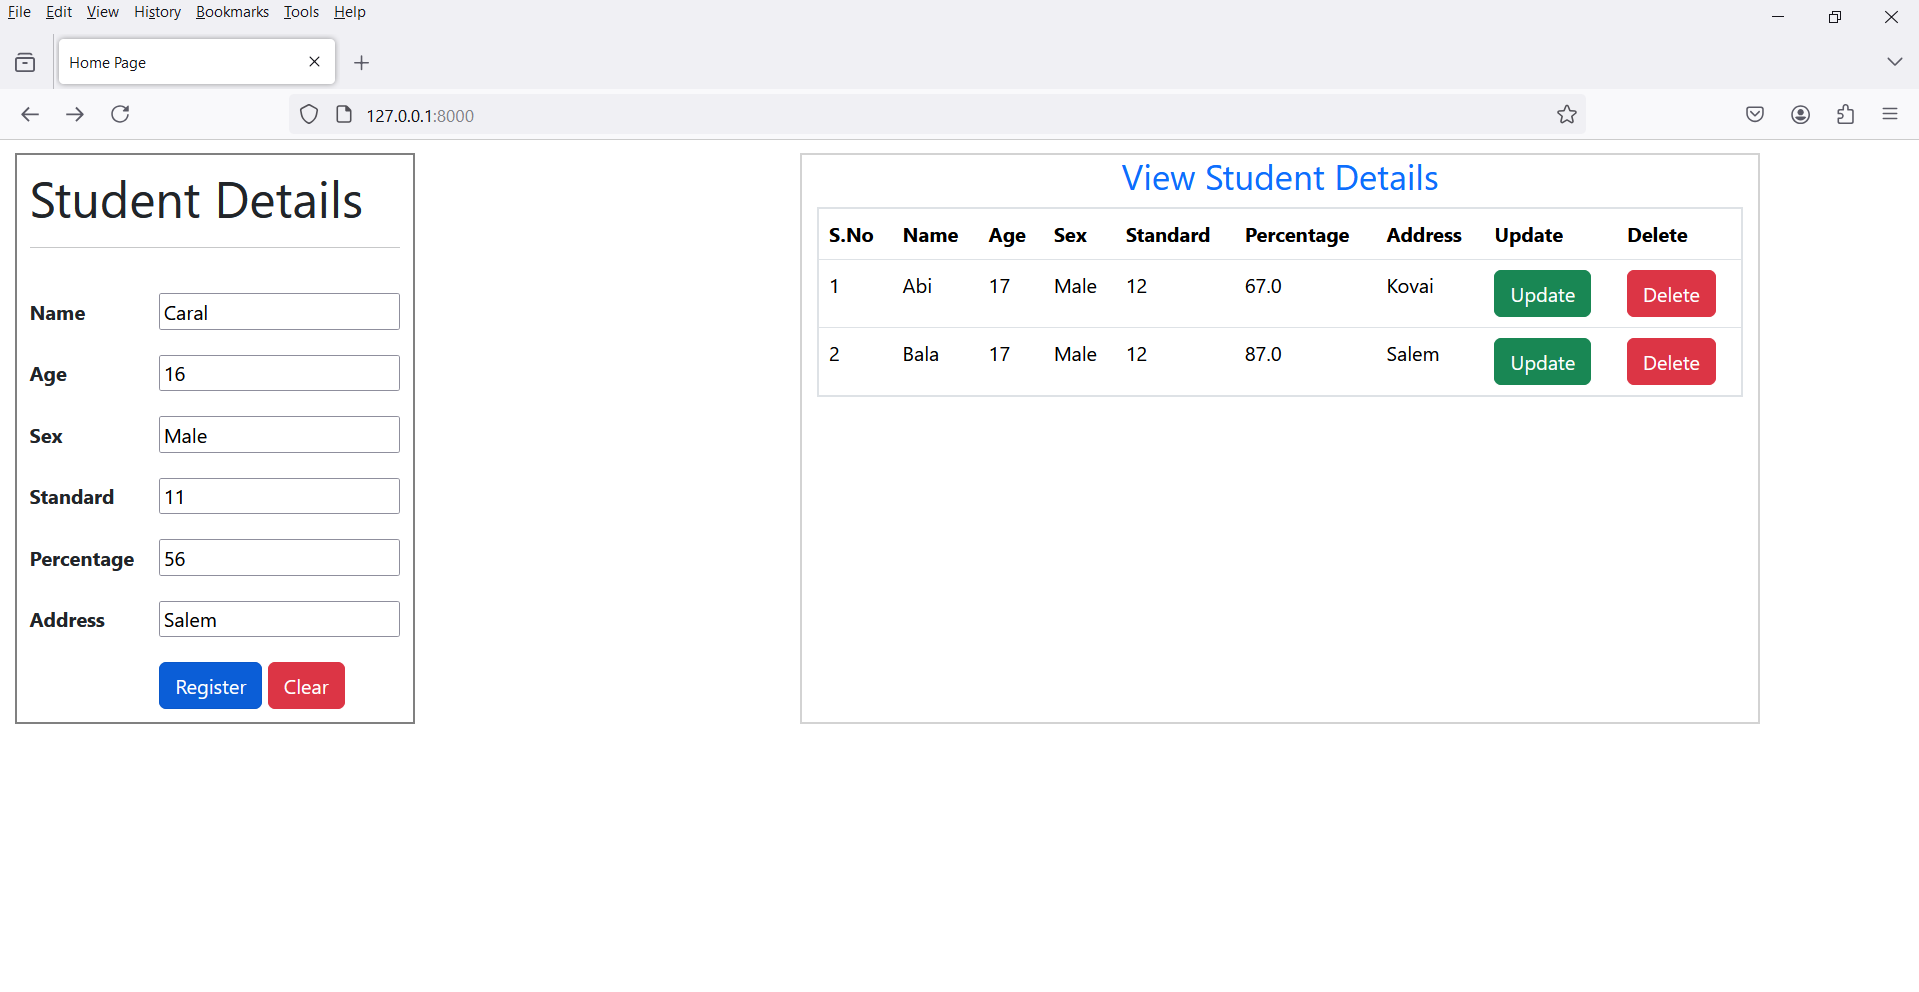 File Edit View History Bookmarks Tools Help
Home Page
127.0.0.1:8000
Student Details
Name Caral
Age 16
Sex Male
Standard 11
Percentage 56
Address Salem
Register Clear
View Student Details
S.No Name Age Sex Standard Percentage Address Update Delete
1 Abi 17 Male 12 67.0 Kovai Update Delete
2 Bala 17 Male 12 87.0 Salem Update Delete